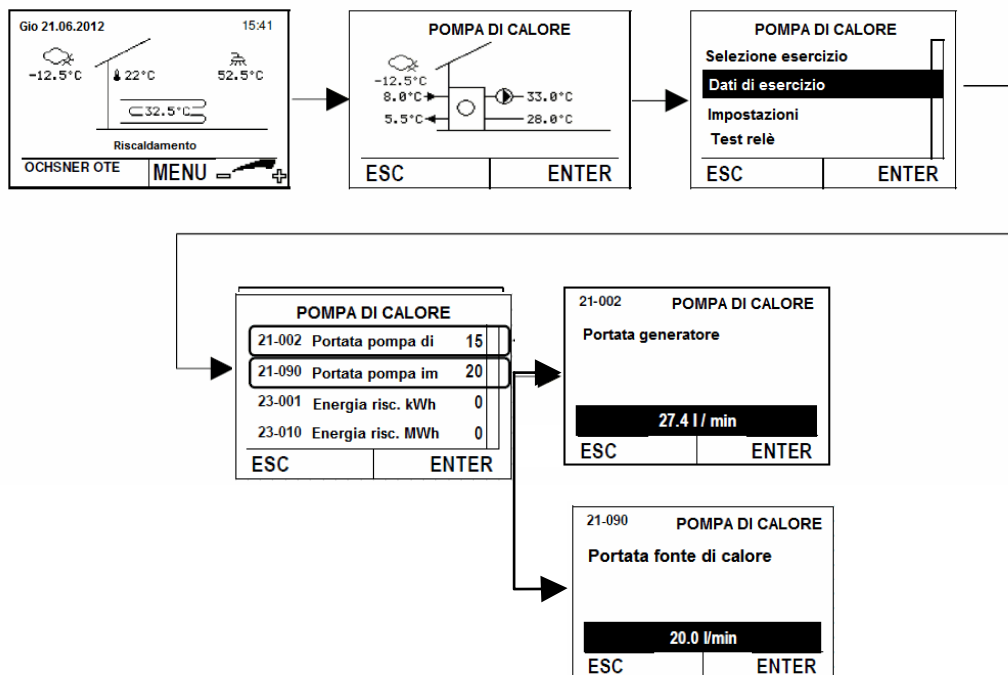 Gio 21.06.2012 15:41
-12.5°C 22°C 52.5°C
32.5°C
Riscaldamento
OCHSNER OTE MENU
POMPA DI CALORE
-12.5°C
8.0°C 33.0°C
5.5°C 28.0°C
ESC ENTER
POMPA DI CALORE
Selezione esercizio
Dati di esercizio
Impostazioni
Test relè
ESC ENTER
POMPA DI CALORE
21-002 Portata pompa di 15
21-090 Portata pompa im 20
23-001 Energia risc. kWh 0
23-010 Energia risc. MWh 0
ESC ENTER
21-002 POMPA DI CALORE
Portata generatore
27.4 l / min
ESC ENTER
21-090 POMPA DI CALORE
Portata fonte di calore
20.0 l/min
ESC ENTER